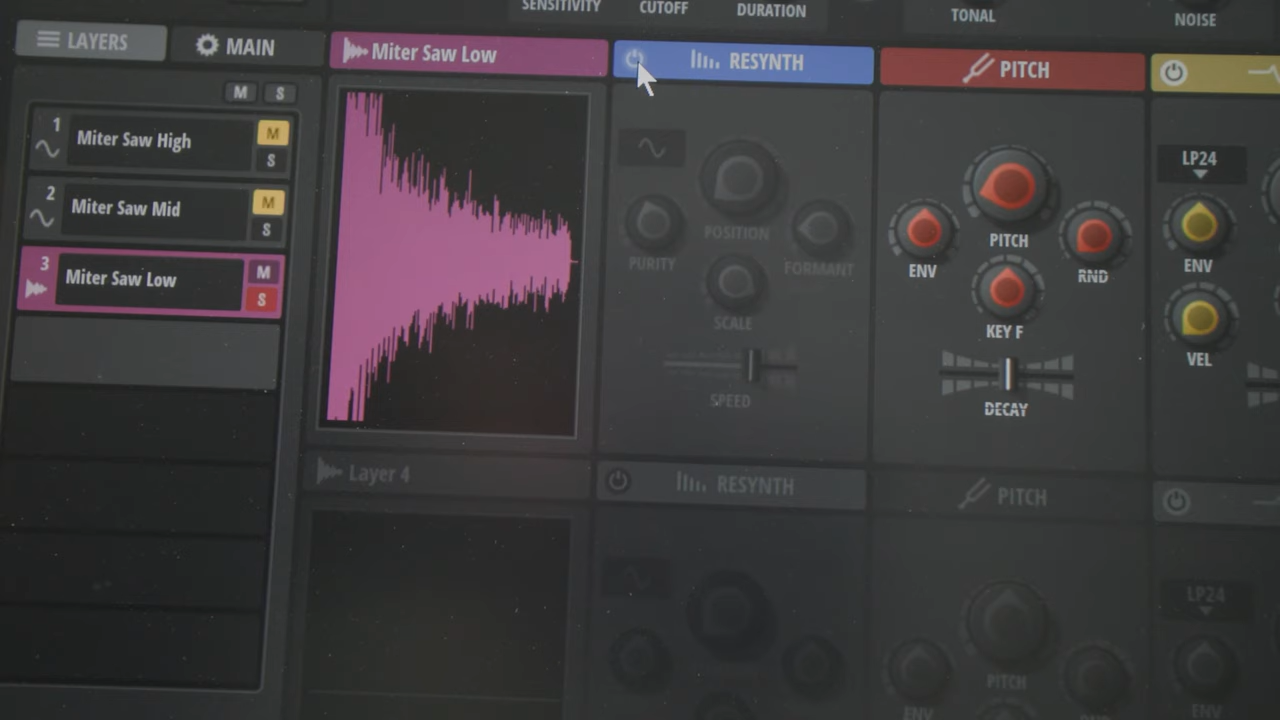 SENSITIVITY CUTOFF DURATION TONAL NOISE
LAYERS MAIN Miter Saw Low RESYNTH PITCH
M S
1 Miter Saw High M
S
2 Miter Saw Mid M
S
3 Miter Saw Low M
S
POSITION
PURITY FORMANT
SCALE
SPEED
PITCH
ENV RND
KEY F
DECAY
LP24
ENV
VEL
Layer 4 RESYNTH PITCH
LP24
PITCH
ENV ENV